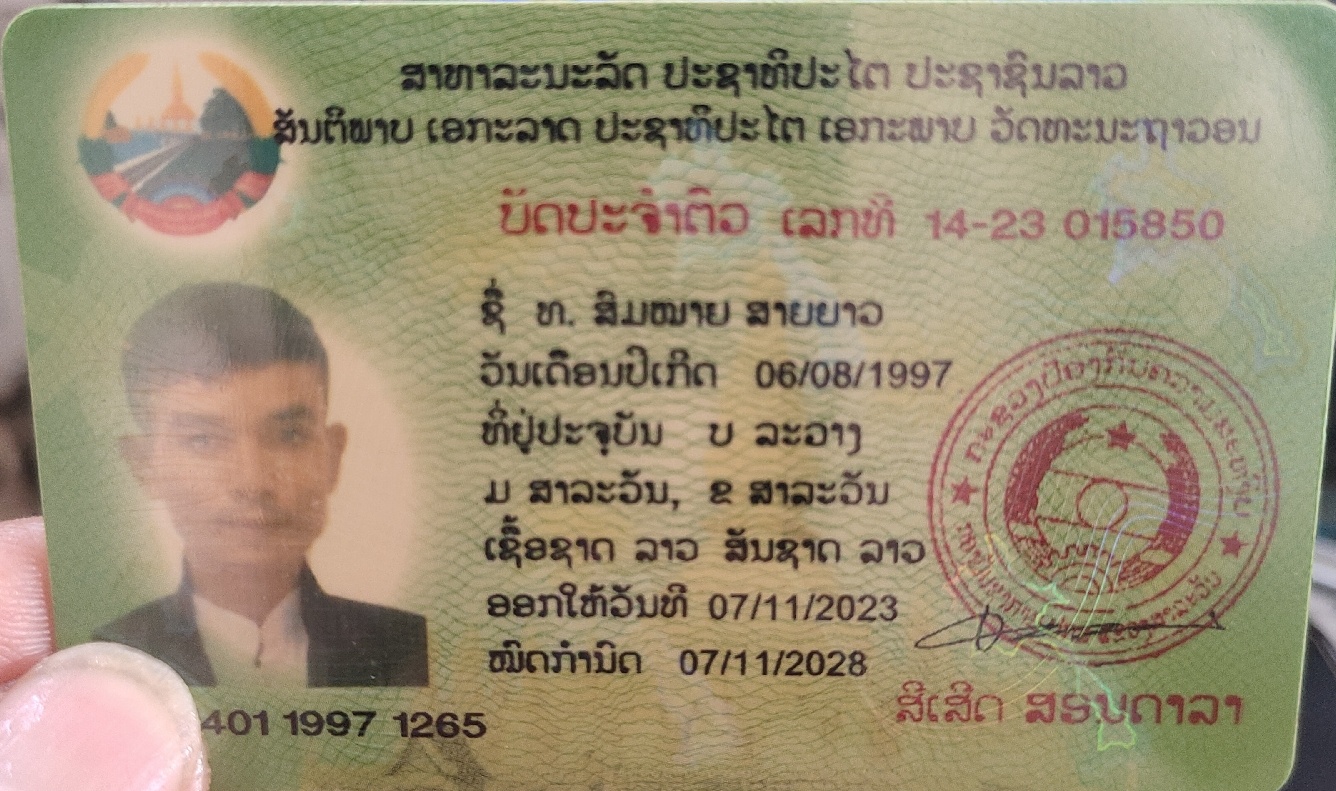 ສາທາລະນະລັດ ປະຊາທິປະໄຕ ປະຊາຊົນລາວ
ສັນຕິພາບ ເອກະລາດ ປະຊາທິປະໄຕ ເອກະພາບ ວັດທະນະຖາວອນ
ບັດປະຈໍາຕົວ ເລກທີ 14-23 015850
ຊື່ ທ. ສົມໝາຍ ສາຍຍາວ
ວັນເດືອນປີເກີດ 06/08/1997
ທີ່ຢູ່ປະຈຸບັນ ບ ລະວາງ
ມ ສາລະວັນ, ຂ ສາລະວັນ
ເຊື້ອຊາດ ລາວ ສັນຊາດ ລາວ
ອອກໃຫ້ວັນທີ 07/11/2023
ໝົດກໍານົດ 07/11/2028
401 1997 1265
ສີເສີດ ສອນດາລາ